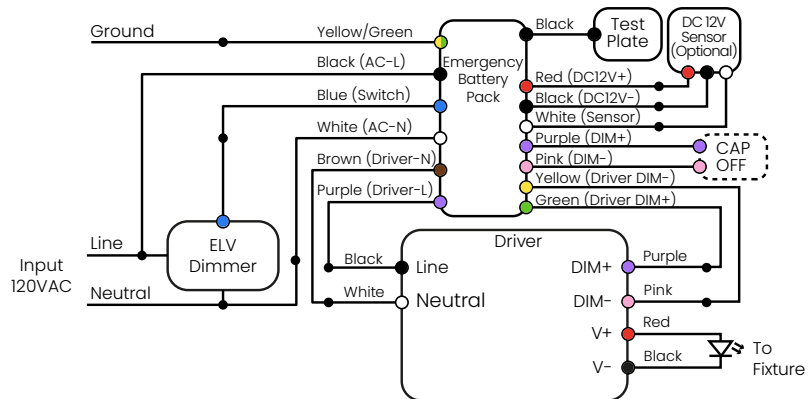 Ground
Yellow/Green
Black (AC-L)
Blue (Switch)
White (AC-N)
Brown (Driver-N)
Purple (Driver-L)
Emergency
Battery
Pack
Black
Test
Plate
DC 12V
Sensor
(Optional)
Red (DC12V+)
Black (DC12V-)
White (Sensor)
Purple (DIM+)
Pink (DIM-)
CAP
OFF
Yellow (Driver DIM-)
Green (Driver DIM+)
Line
Input
120VAC
Neutral
ELV
Dimmer
Driver
Black
Line
White
Neutral
DIM+
Purple
DIM-
Pink
V+
Red
V-
Black
To
Fixture